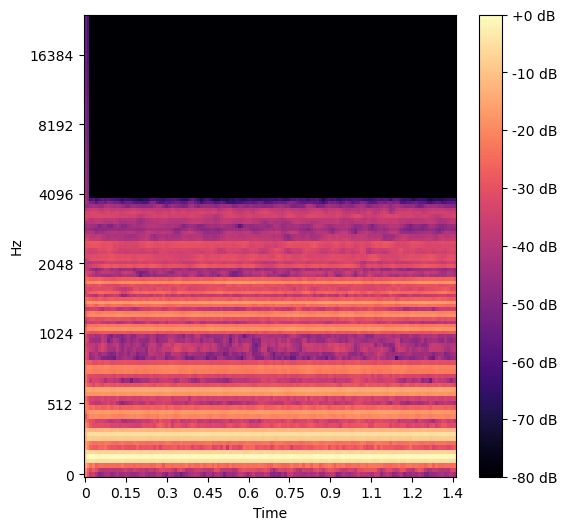 +0 dB
16384
-10 dB
8192
-20 dB
4096
-30 dB
Hz
2048
-40 dB
1024
-50 dB
512
-60 dB
-70 dB
0
-80 dB
0 0.15 0.3 0.45 0.6 0.75 0.9 1.1 1.2 1.4
Time